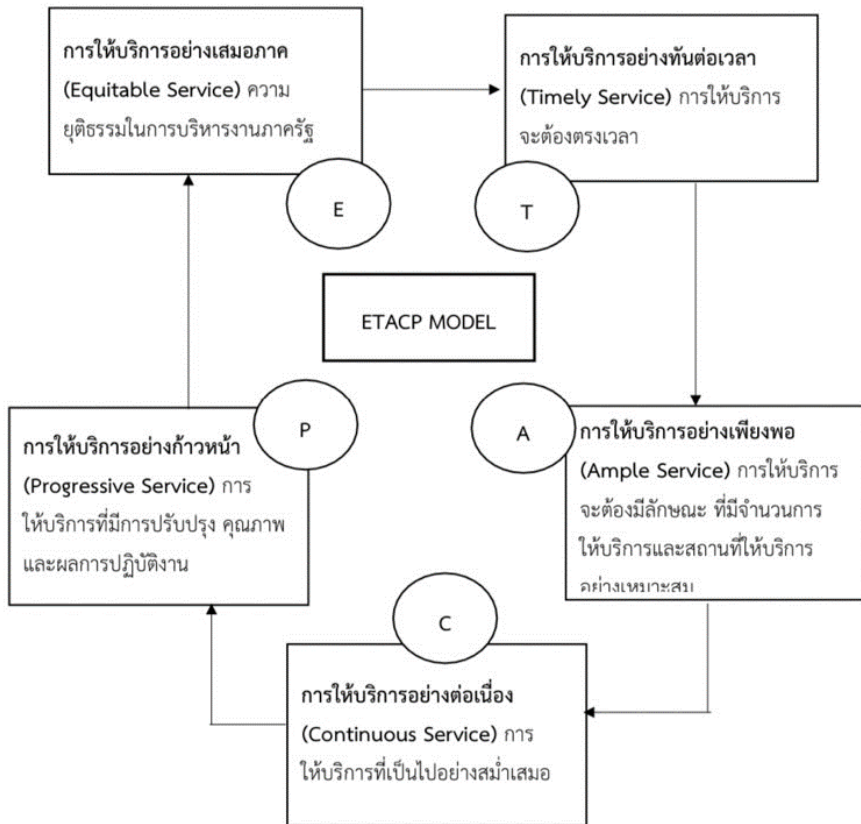 การให้บริการอย่างเสมอภาค
(Equitable Service) ความ
ยุติธรรมในการบริหารงานภาครัฐ
E
การให้บริการอย่างทันต่อเวลา
(Timely Service) การให้บริการ
จะต้องตรงเวลา
T
ETACP MODEL
P
การให้บริการอย่างก้าวหน้า
(Progressive Service) การ
ให้บริการที่มีการปรับปรุง คุณภาพ
และผลการปฏิบัติงาน
A
การให้บริการอย่างเพียงพอ
(Ample Service) การให้บริการ
จะต้องมีลักษณะ ที่มีจำนวนการ
ให้บริการและสถานที่ให้บริการ
อย่างเหมาะสม
C
การให้บริการอย่างต่อเนื่อง
(Continuous Service) การ
ให้บริการที่เป็นไปอย่างสม่ำเสมอ